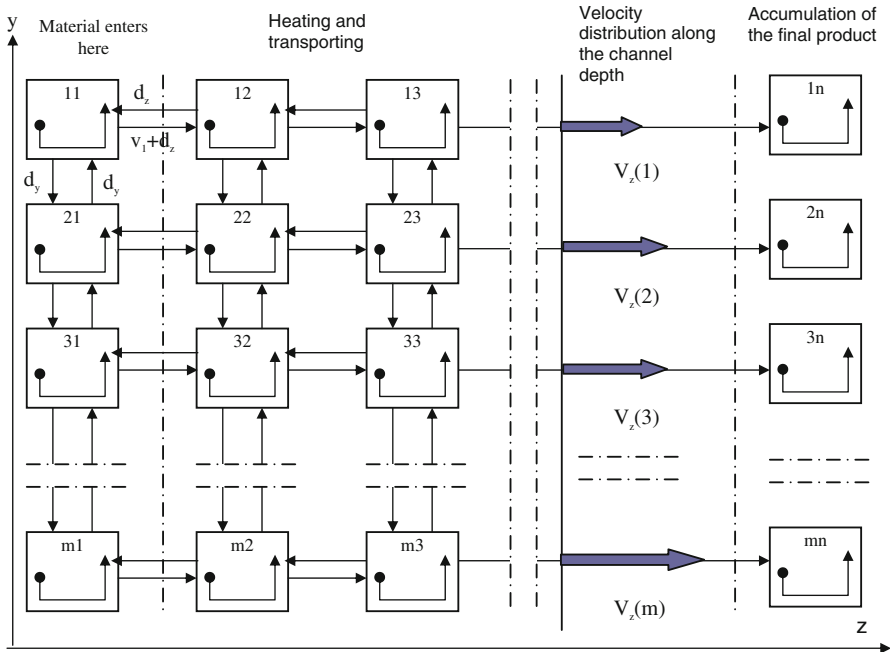 y
Material enters
here
Heating and
transporting
Velocity
distribution along
the channel
depth
Accumulation of
the final product
11
d_z
12
13
1n
v_1+d_z
V_z(1)
d_y
d_y
21
22
23
2n
V_z(2)
31
32
33
3n
V_z(3)
m1
m2
m3
mn
V_z(m)
z